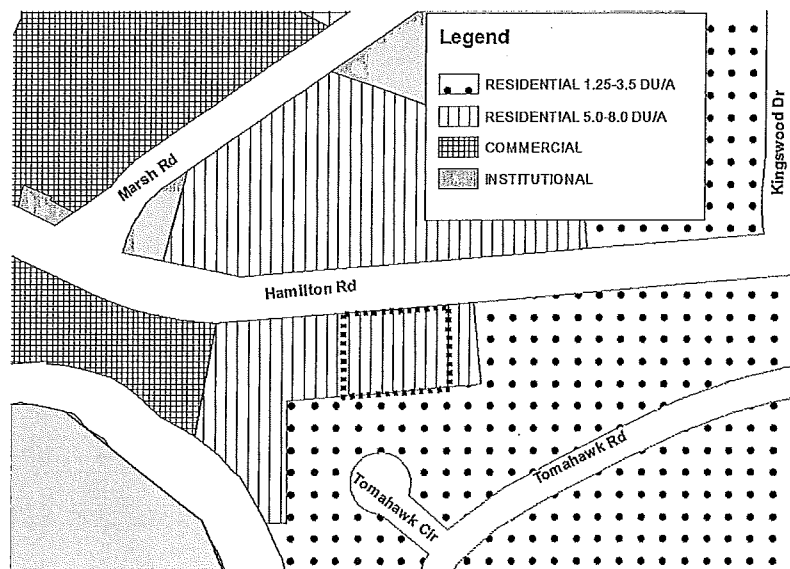 Legend
RESIDENTIAL 1.25-3.5 DU/A
RESIDENTIAL 5.0-8.0 DU/A
COMMERCIAL
INSTITUTIONAL
Kingswood Dr
Marsh Rd
Hamilton Rd
Tomahawk Rd
Tomahawk Cir